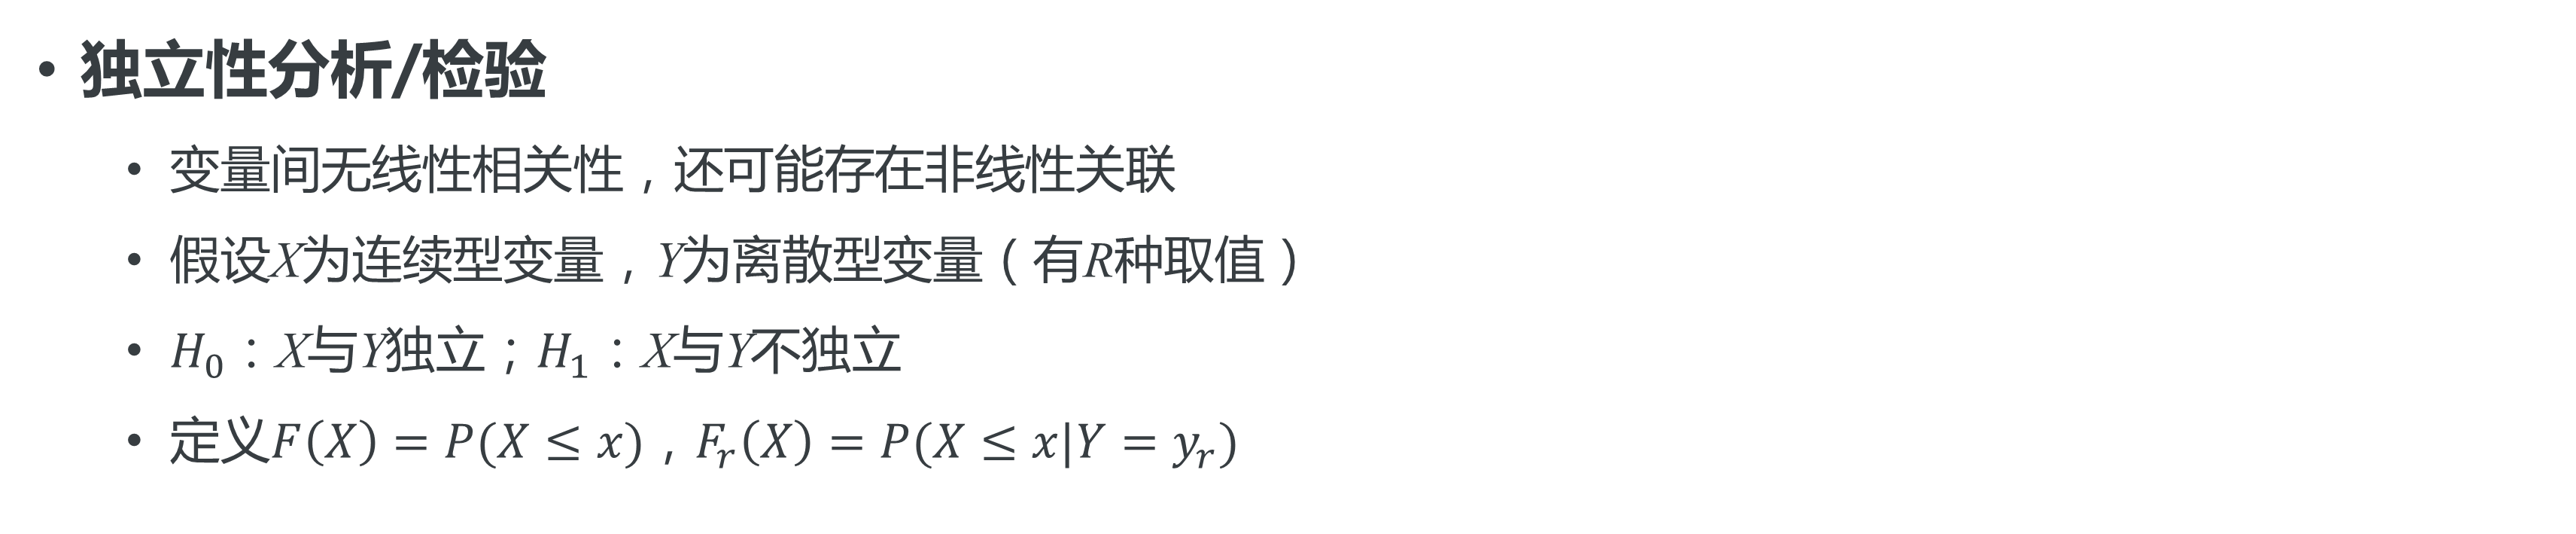 • 独立性分析/检验
• 变量间无线性相关性，还可能存在非线性关联
• 假设X为连续型变量，Y为离散型变量（有R种取值）
• H₀：X与Y独立；H₁：X与Y不独立
• 定义F(X) = P(X ≤ x)，Fᵣ(X) = P(X ≤ x|Y = yᵣ)